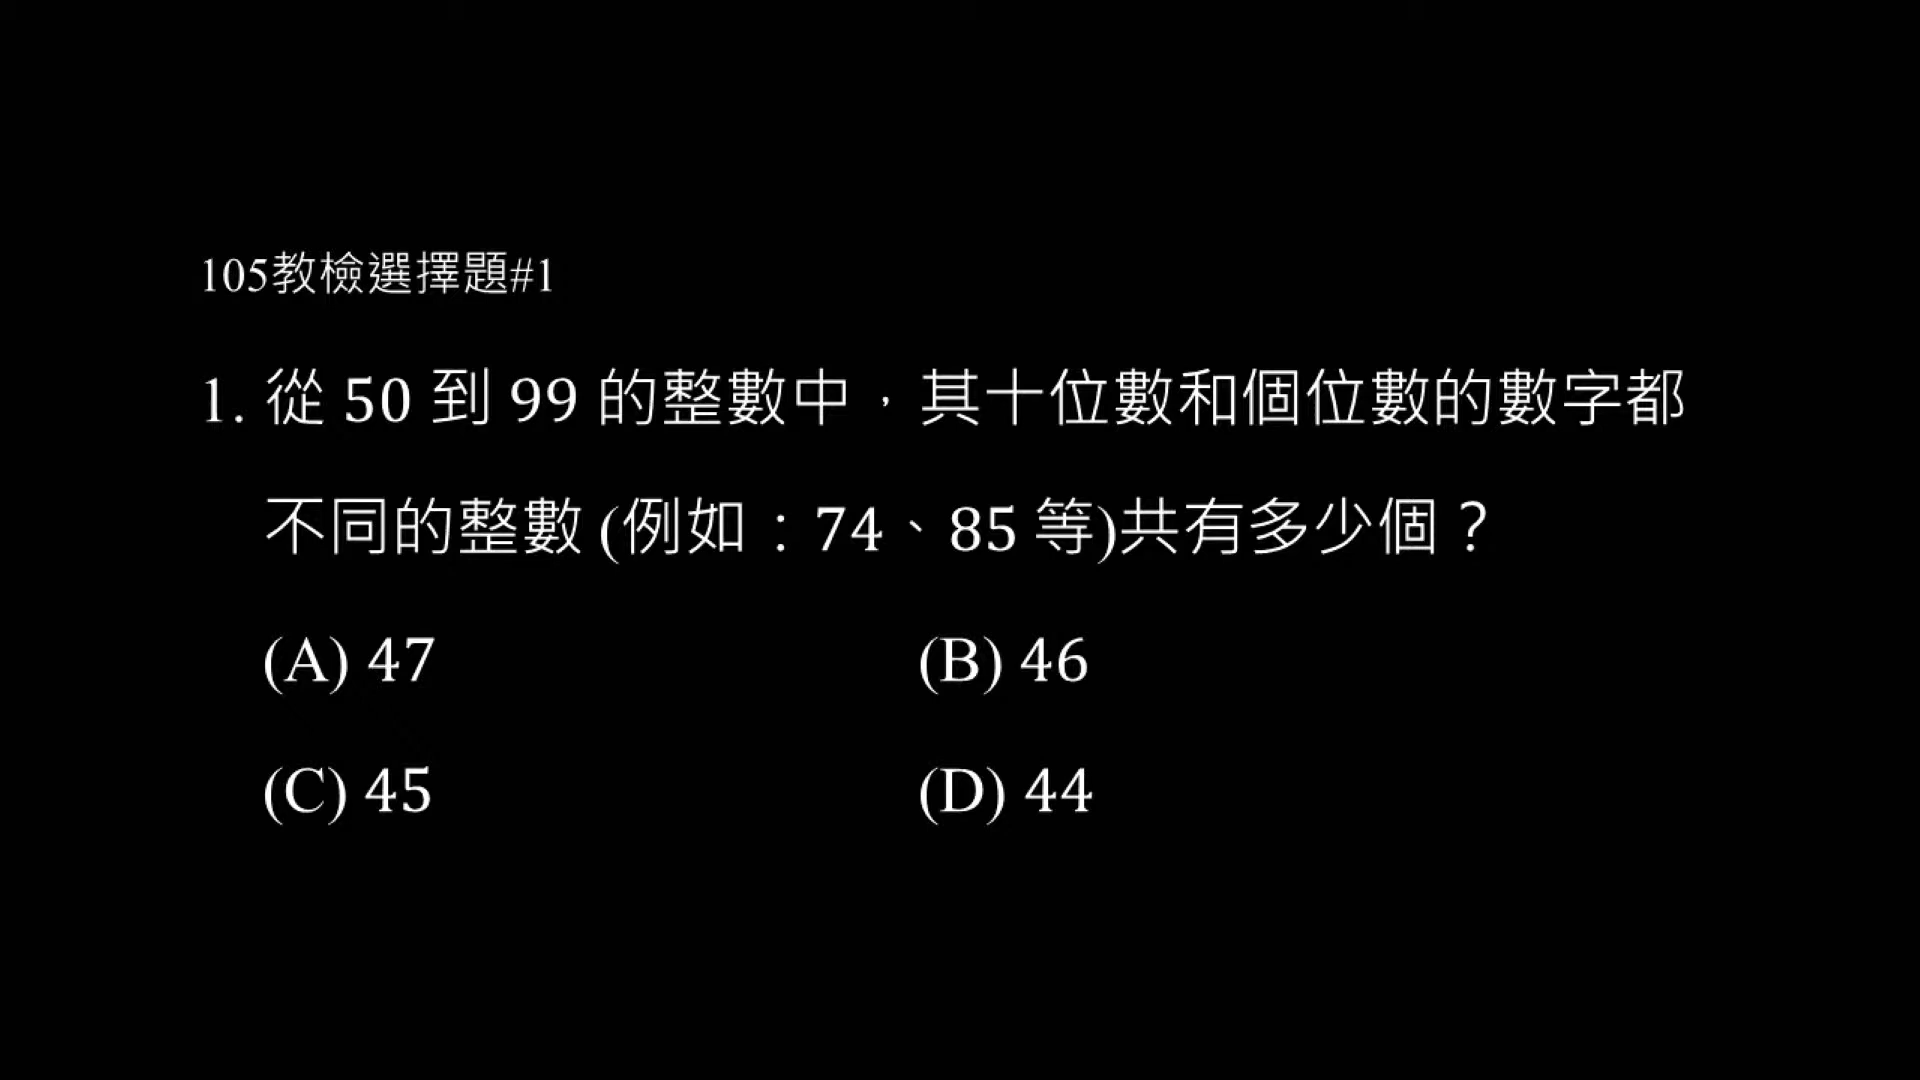 105教檢選擇題#1
1. 從 50 到 99 的整數中，其十位數和個位數的數字都
不同的整數 (例如：74、85 等)共有多少個？
(A) 47 (B) 46
(C) 45 (D) 44